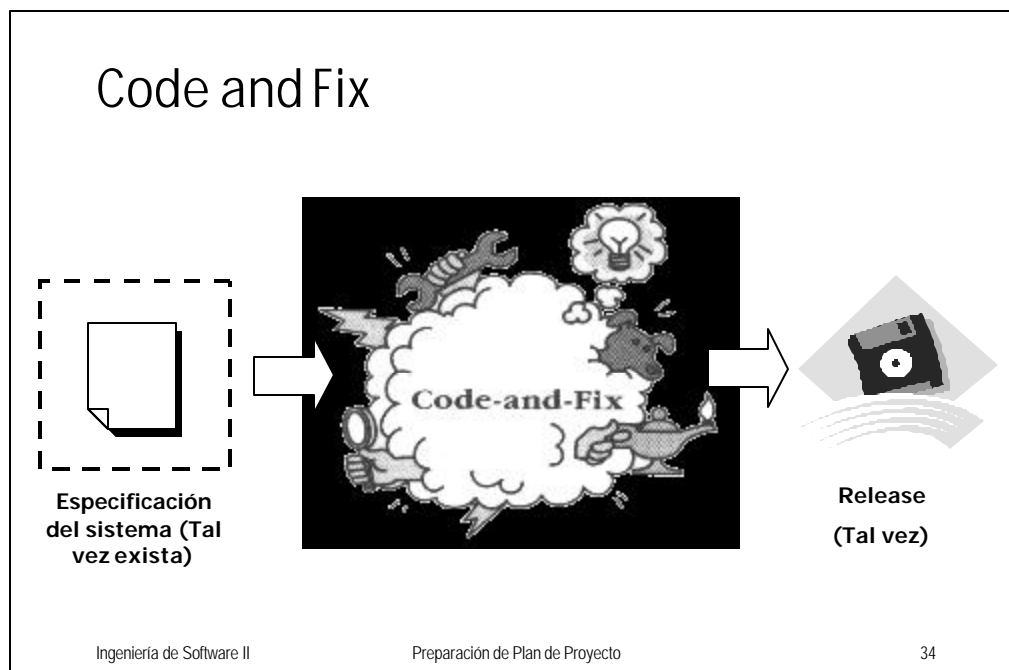 Code and Fix
Code-and-Fix
Especificación
del sistema (Tal
vez exista)
Release
(Tal vez)
Ingeniería de Software II
Preparación de Plan de Proyecto
34